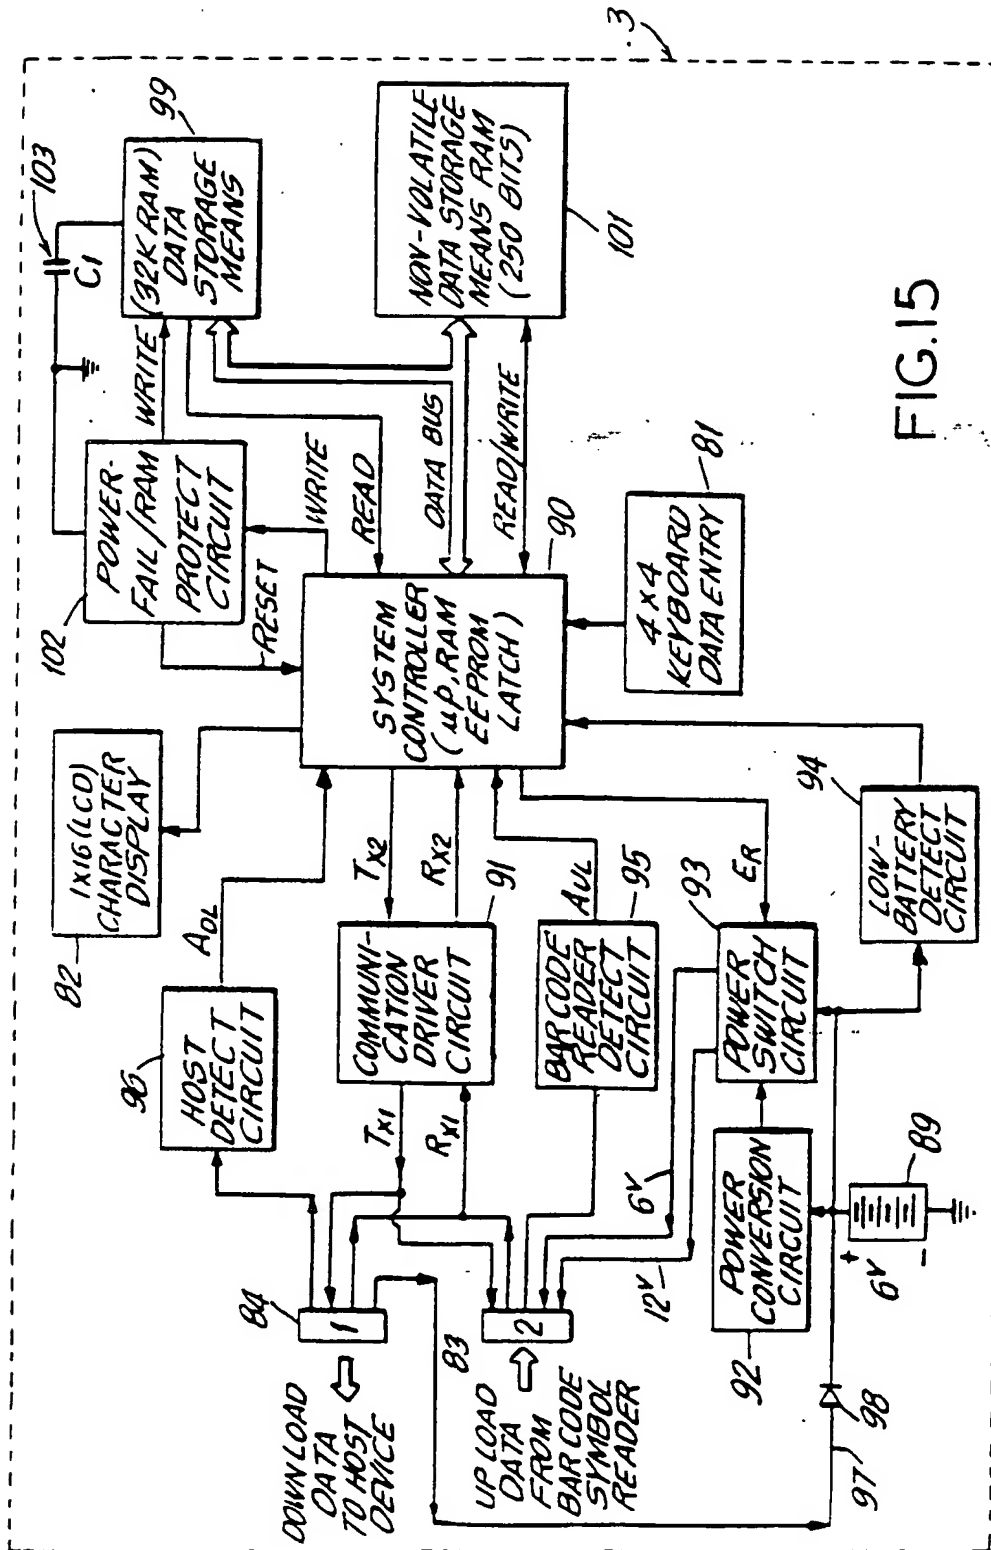 3
103
C1
99
(32K RAM)
DATA
STORAGE
MEANS
NON-VOLATILE
DATA STORAGE
MEANS RAM
(250 BITS)
101
WRITE
POWER-
FAIL/RAM
PROTECT
CIRCUIT
102
RESET
WRITE
READ
DATA BUS
READ/WRITE
90
SYSTEM
CONTROLLER
(UP, RAM
EEPROM
LATCH)
4X4
KEYBOARD
DATA ENTRY
81
1X16(LCD)
CHARACTER
DISPLAY
82
ADL
TX2
RX2
AUL
ER
96
HOST
DETECT
CIRCUIT
COMMUNI-
CATION
DRIVER
CIRCUIT
91
BAR CODE
READER
DETECT
CIRCUIT
95
93
POWER
SWITCH
CIRCUIT
94
LOW-
BATTERY
DETECT
CIRCUIT
TX1
RX1
6V
12V
84
1
83
2
POWER
CONVERSION
CIRCUIT
92
89
+
6V
-
DOWN LOAD
DATA
TO HOST
DEVICE
UP LOAD
DATA
FROM
BAR CODE
SYMBOL
READER
97
98
FIG.15